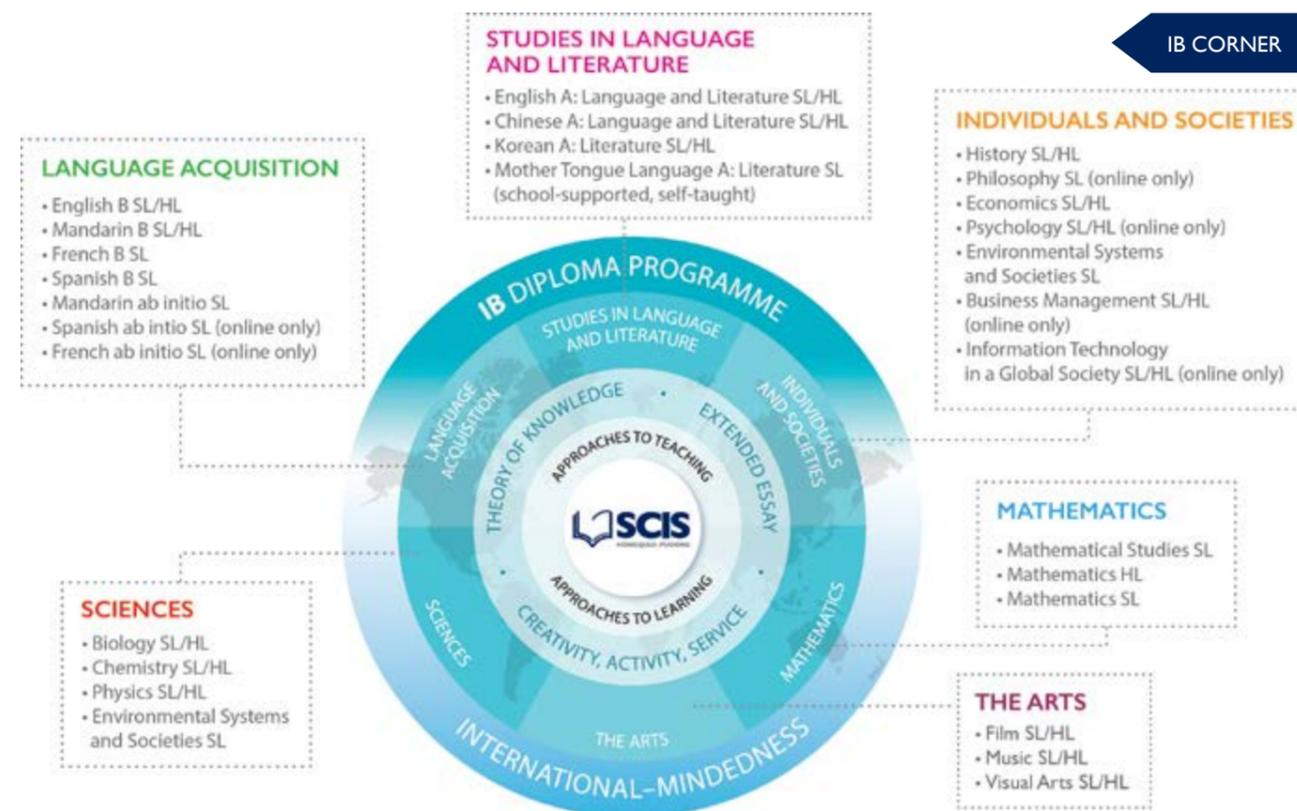 IB CORNER
STUDIES IN LANGUAGE
AND LITERATURE
• English A: Language and Literature SL/HL
• Chinese A: Language and Literature SL/HL
• Korean A: Literature SL/HL
• Mother Tongue Language A: Literature SL
(school-supported, self-taught)
LANGUAGE ACQUISITION
• English B SL/HL
• Mandarin B SL/HL
• French B SL
• Spanish B SL
• Mandarin ab initio SL
• Spanish ab intio SL (online only)
• French ab initio SL (online only)
INDIVIDUALS AND SOCIETIES
• History SL/HL
• Philosophy SL (online only)
• Economics SL/HL
• Psychology SL/HL (online only)
• Environmental Systems
and Societies SL
• Business Management SL/HL
(online only)
• Information Technology
in a Global Society SL/HL (online only)
IB DIPLOMA PROGRAMME
STUDIES IN LANGUAGE
AND LITERATURE
LANGUAGE
ACQUISITION
INDIVIDUALS
AND SOCIETIES
THEORY OF KNOWLEDGE
EXTENDED ESSAY
APPROACHES TO TEACHING
SCIS
HONGQIAO PUDONG
APPROACHES TO LEARNING
CREATIVITY, ACTIVITY, SERVICE
SCIENCES
MATHEMATICS
THE ARTS
INTERNATIONAL–MINDEDNESS
MATHEMATICS
• Mathematical Studies SL
• Mathematics HL
• Mathematics SL
SCIENCES
• Biology SL/HL
• Chemistry SL/HL
• Physics SL/HL
• Environmental Systems
and Societies SL
THE ARTS
• Film SL/HL
• Music SL/HL
• Visual Arts SL/HL